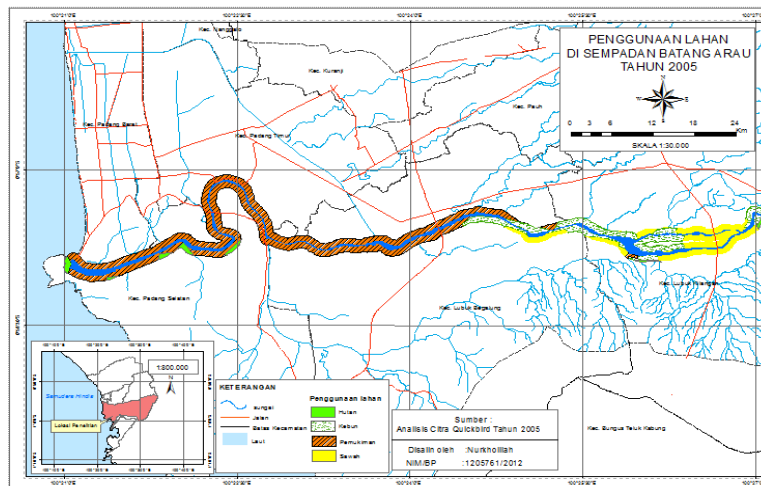 PENGGUNAAN LAHAN
DI SEMPADAN BATANG ARAU
TAHUN 2005
N
W
E
S
0 3 6 12 18 24
Km
SKALA 1:30.000
Kec. Nanggalo
Kec. Kuranji
Kec. Pauh
Kec. Padang Barat
Kec. Padang Timur
Kec. Padang Selatan
Kec. Lubuk Begalung
Kec. Lubuk Kilangan
Kec. Bungus Teluk Kabung
1:800.000
N
Samudera Hindia
Lokasi Penelitian
KETERANGAN
sungai
Jalan
Batas Kecamatan
Laut
Penggunaan lahan
Hutan
Kebun
Pemukiman
Sawah
Sumber :
Analisis Citra Quickbird Tahun 2005
Disalin oleh :Nurkholilah
NIM/BP :1205761/2012